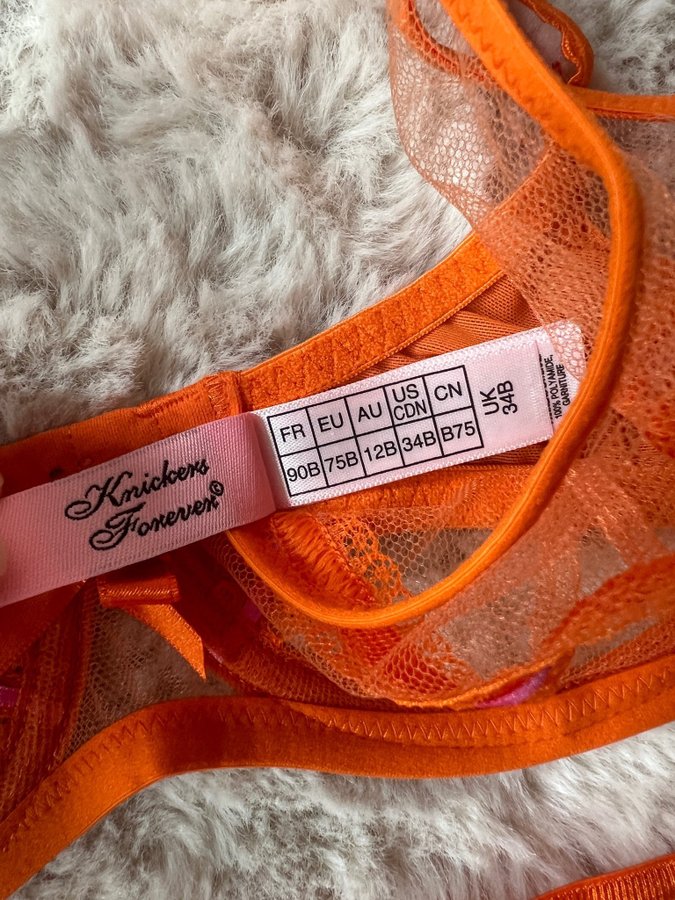 Knickers
Forever®
FR EU AU US CDN CN
90B 75B 12B 34B B75
UK
34B
100% POLYAMIDE,
GARNITURE